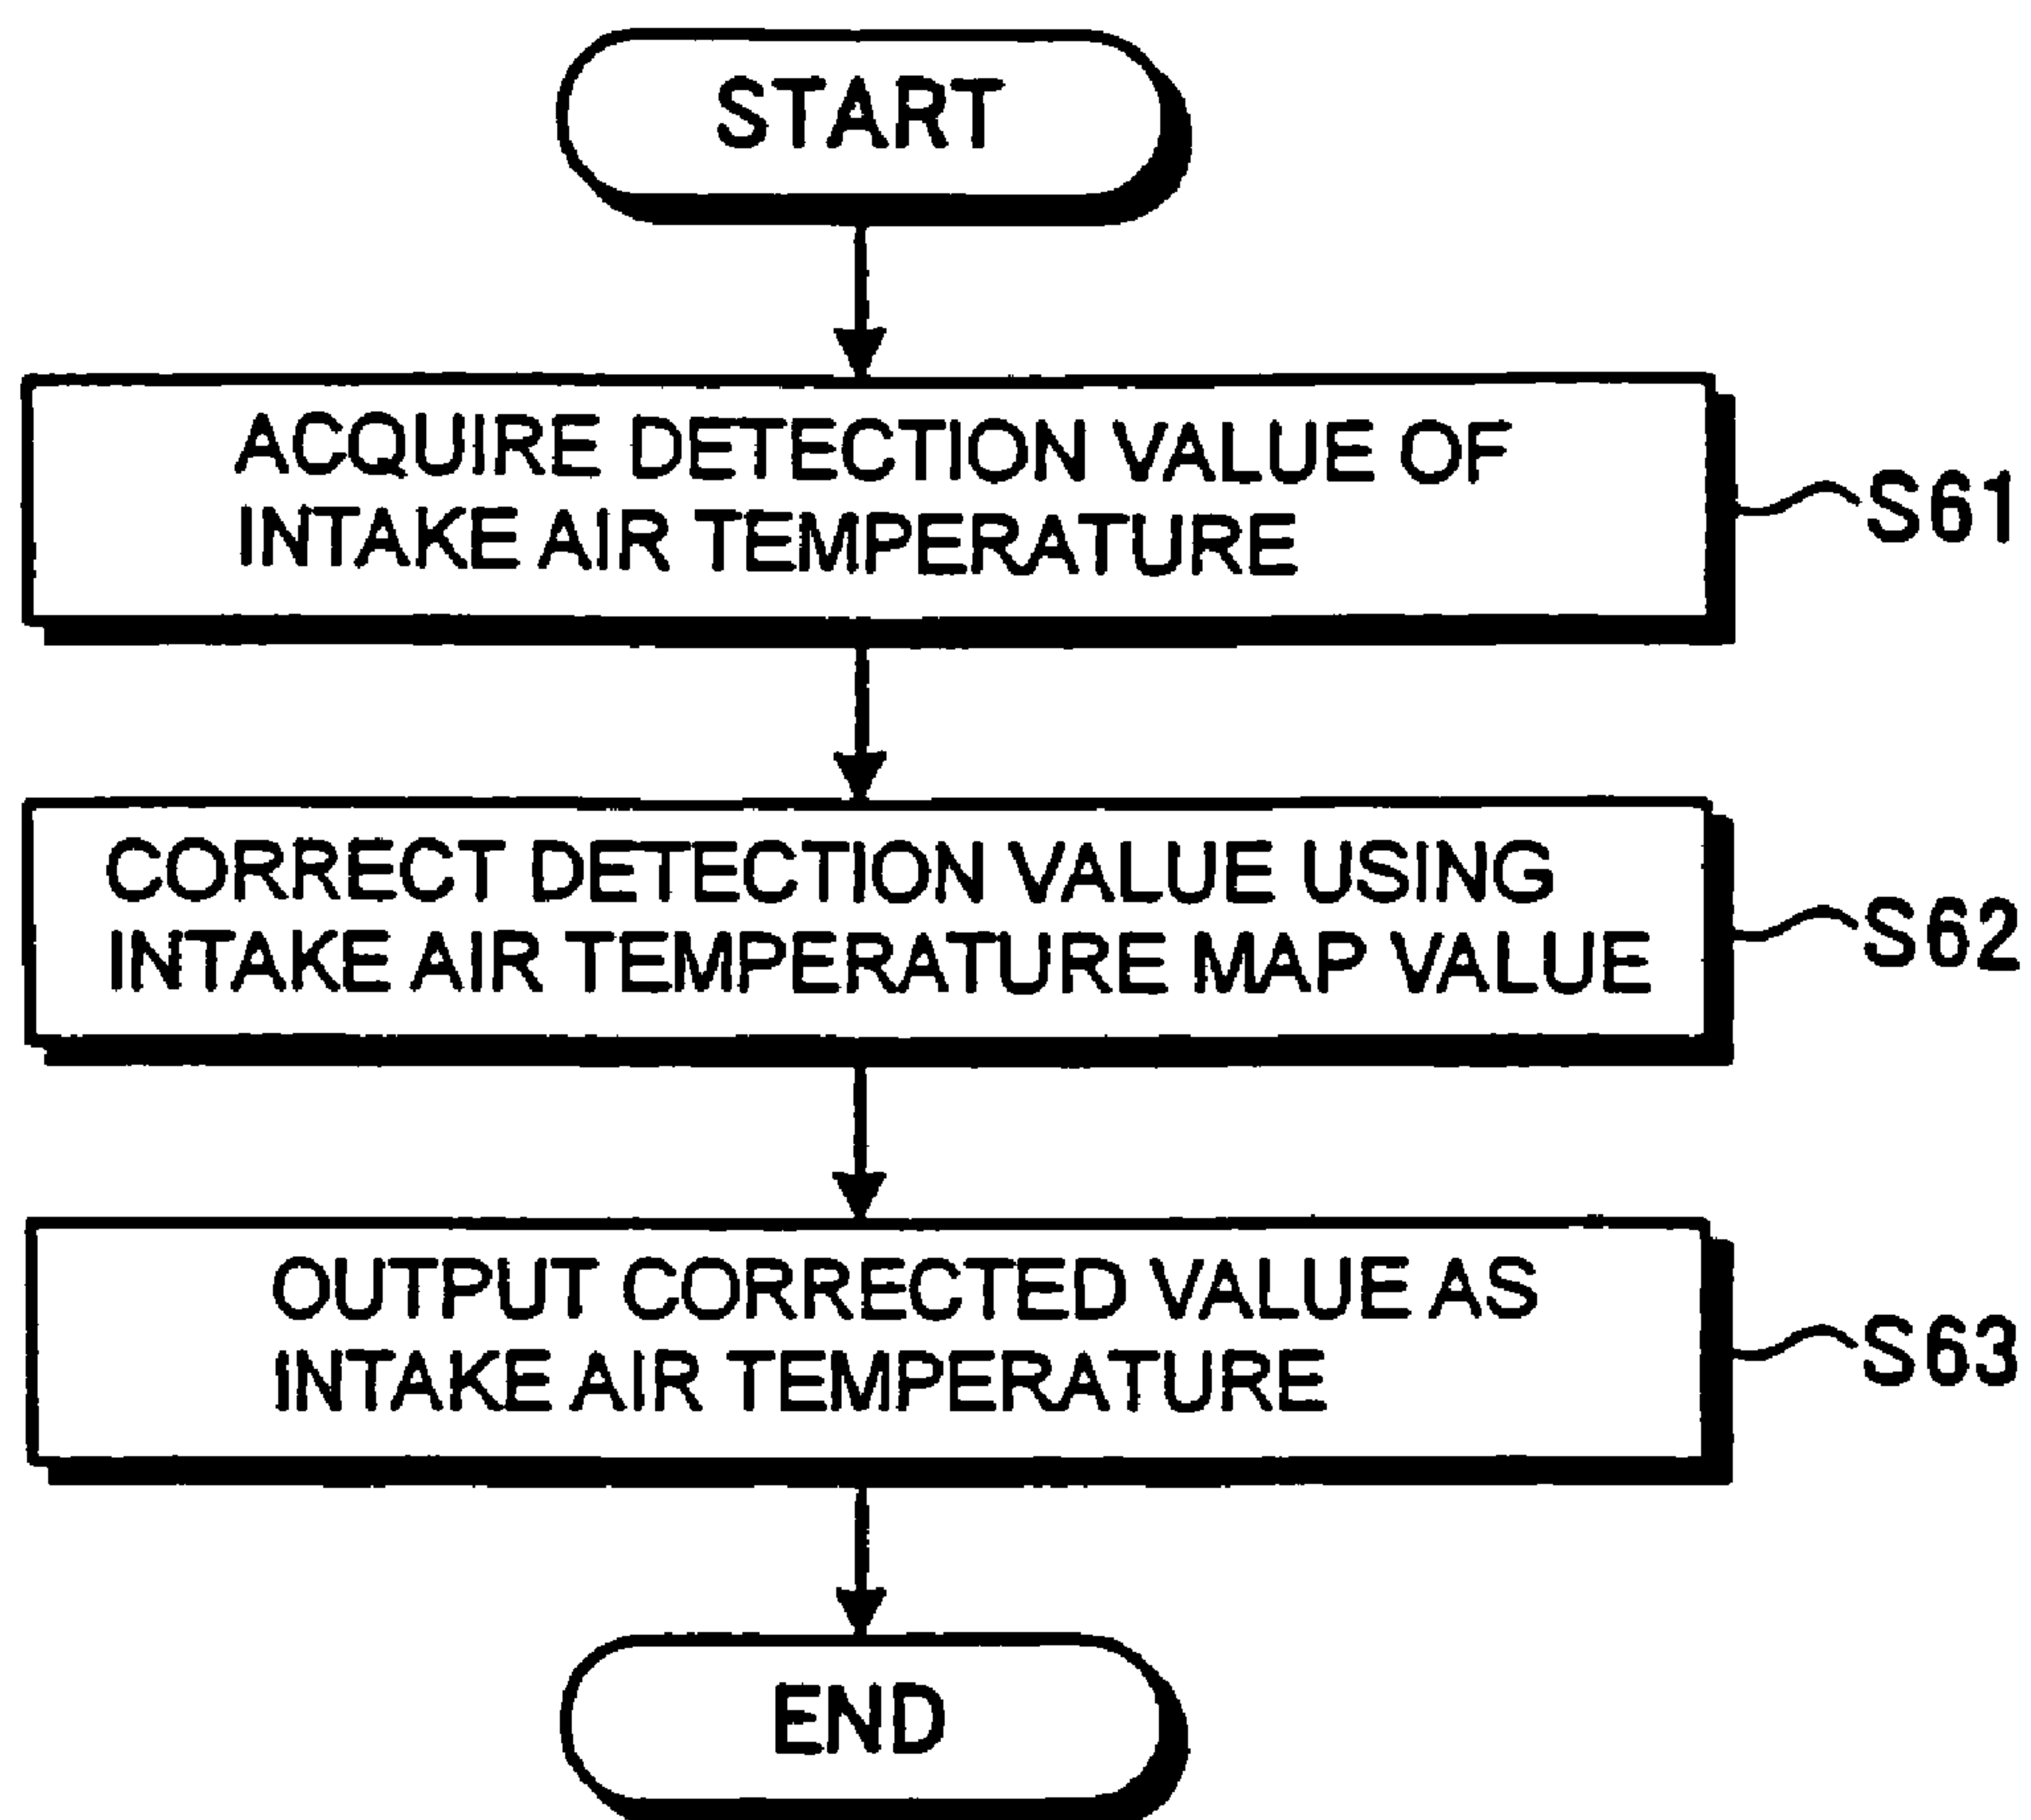 START
ACQUIRE DETECTION VALUE OF
INTAKE AIR TEMPERATURE
S61
CORRECT DETECTION VALUE USING
INTAKE AIR TEMPERATURE MAP VALUE
S62
OUTPUT CORRECTED VALUE AS
INTAKE AIR TEMPERATURE
S63
END